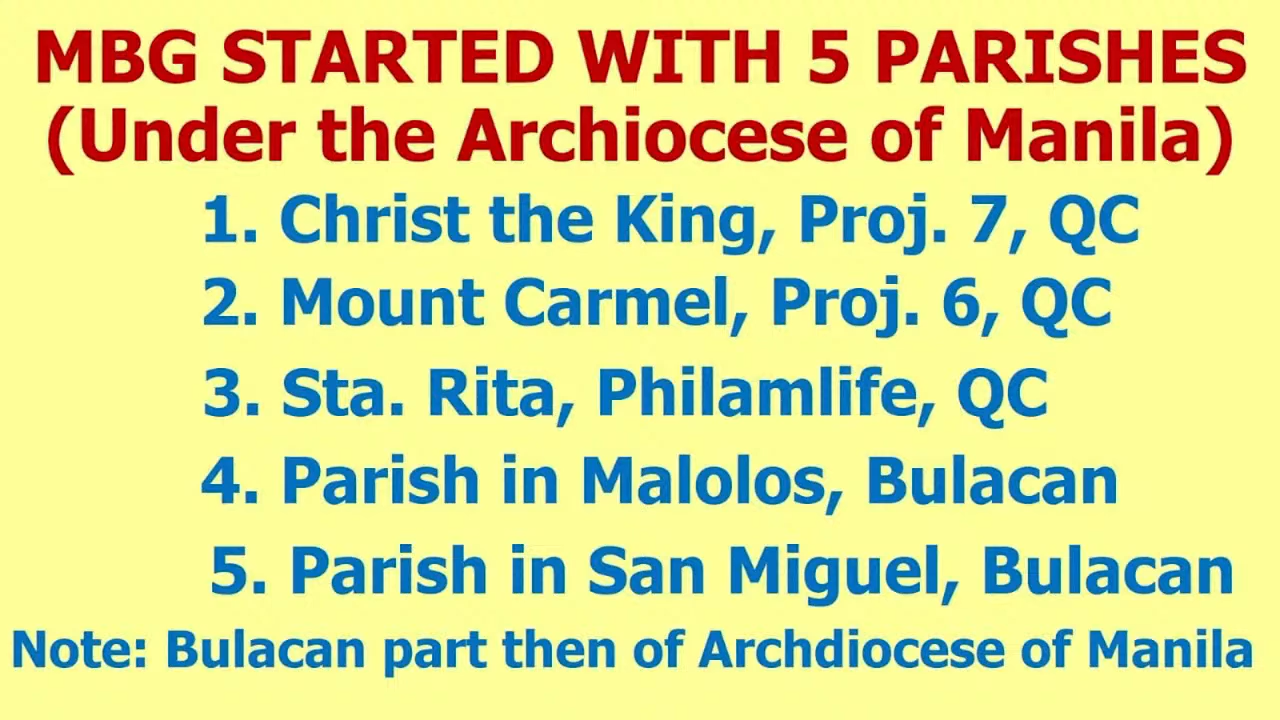 MBG STARTED WITH 5 PARISHES
(Under the Archiocese of Manila)
1. Christ the King, Proj. 7, QC
2. Mount Carmel, Proj. 6, QC
3. Sta. Rita, Philamlife, QC
4. Parish in Malolos, Bulacan
5. Parish in San Miguel, Bulacan
Note: Bulacan part then of Archdiocese of Manila